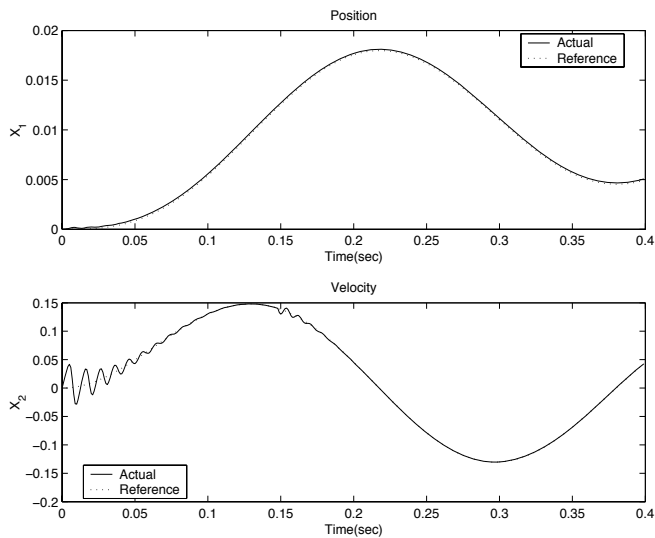 Position
0.02
0.015
0.01
0.005
0
X1
Actual
Reference
0 0.05 0.1 0.15 0.2 0.25 0.3 0.35 0.4
Time(sec)
Velocity
0.15
0.1
0.05
0
−0.05
−0.1
−0.15
−0.2
X2
Actual
Reference
0 0.05 0.1 0.15 0.2 0.25 0.3 0.35 0.4
Time(sec)